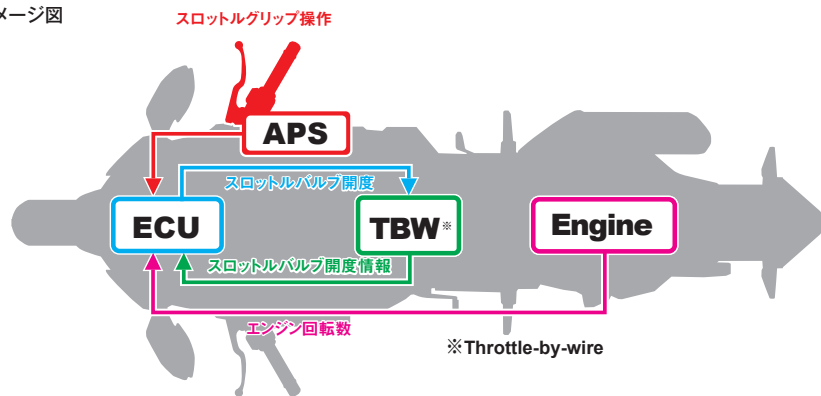 メージ図
スロットルグリップ操作
APS
スロットルバルブ開度
ECU
TBW※
Engine
スロットルバルブ開度情報
エンジン回転数
※Throttle-by-wire